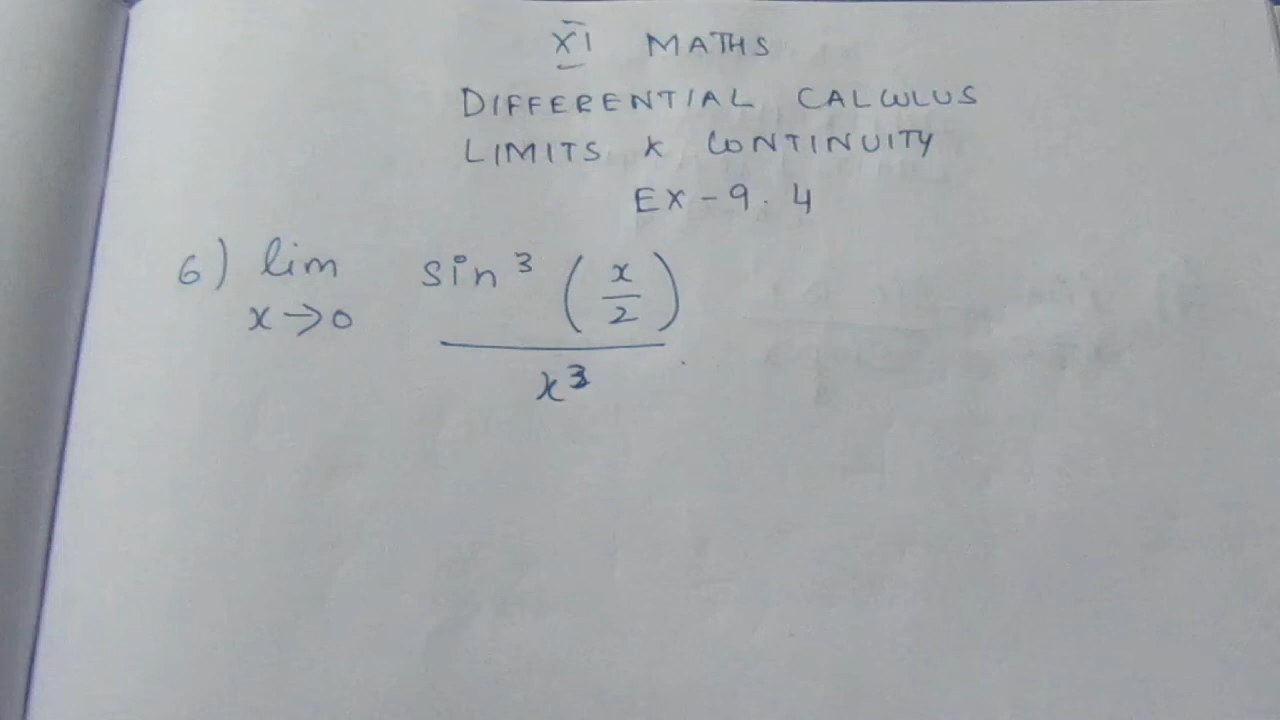 XI MATHS
DIFFERENTIAL CALCULUS
LIMITS & CONTINUITY
EX - 9.4
6) lim x→0 sin³ (x/2) / x³